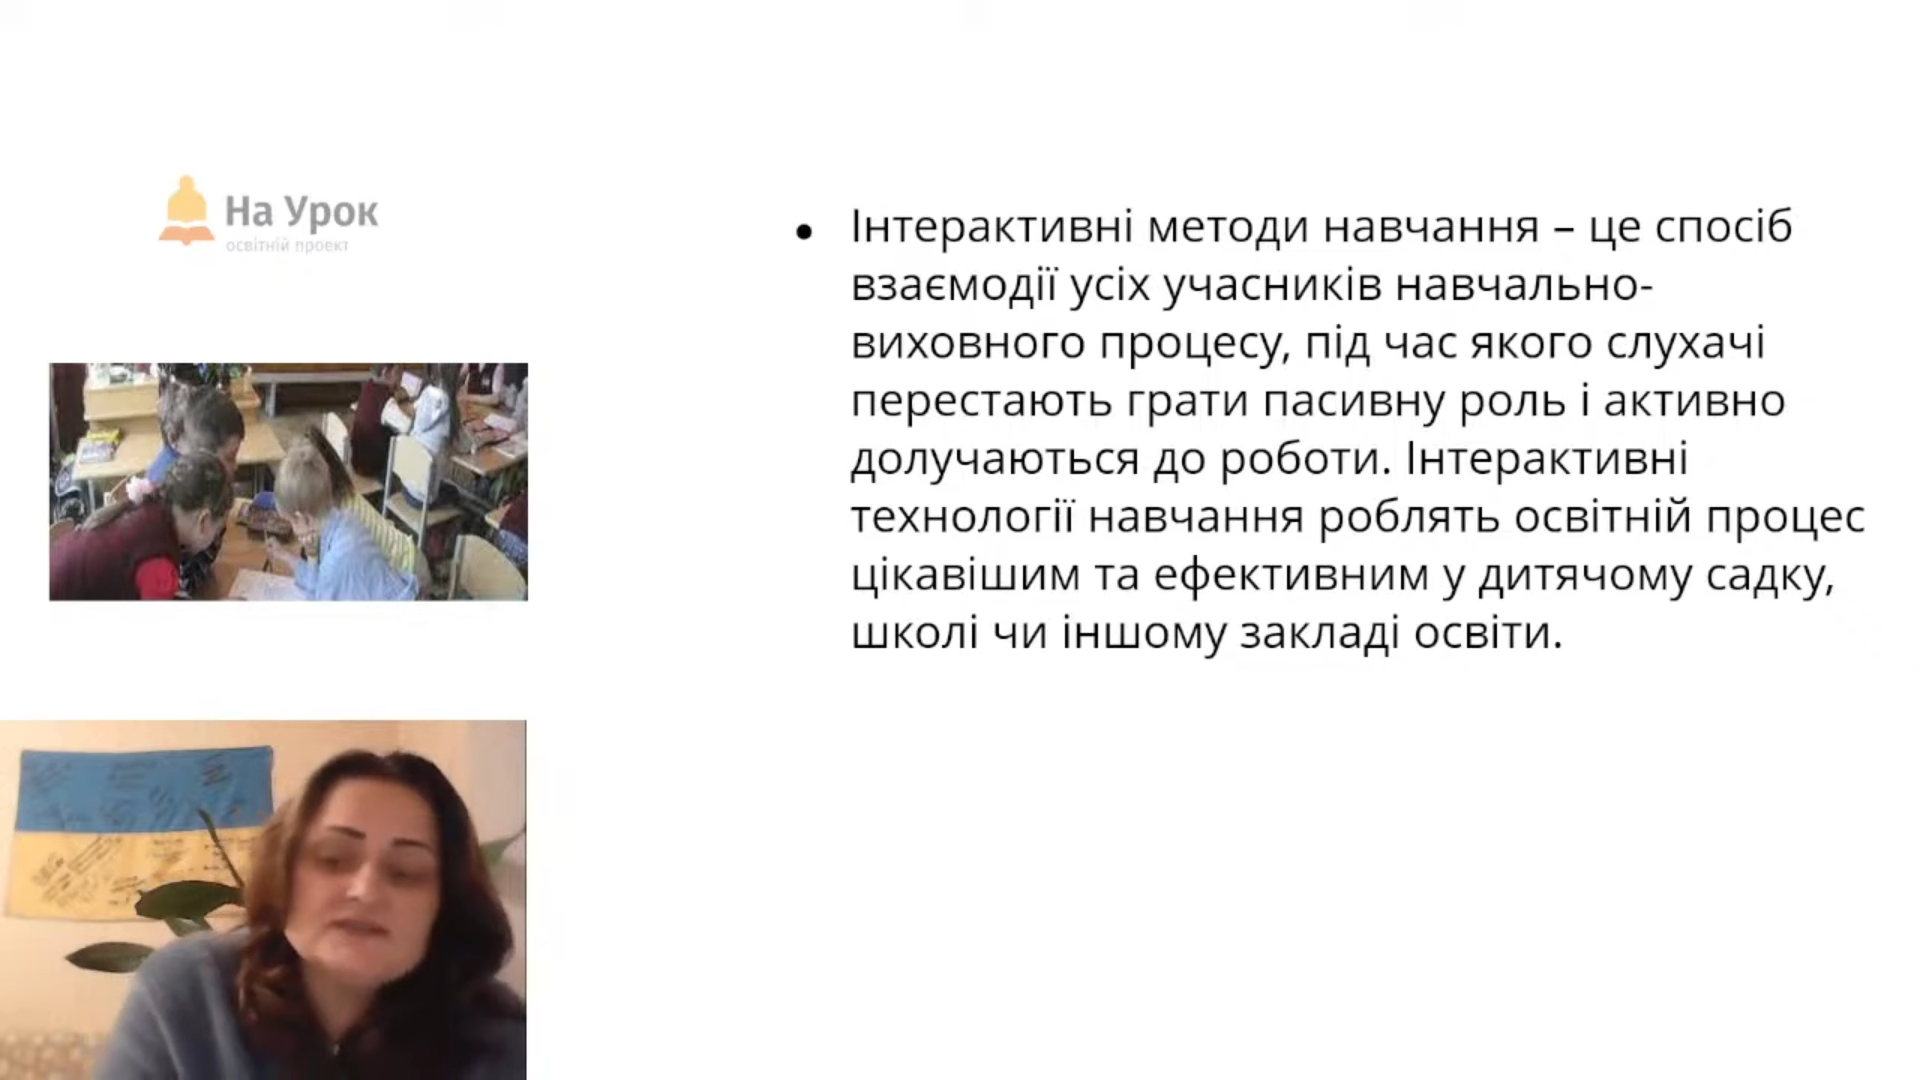 На Урок
освітній проект
• Інтерактивні методи навчання – це спосіб
взаємодії усіх учасників навчально-
виховного процесу, під час якого слухачі
перестають грати пасивну роль і активно
долучаються до роботи. Інтерактивні
технології навчання роблять освітній процес
цікавішим та ефективним у дитячому садку,
школі чи іншому закладі освіти.